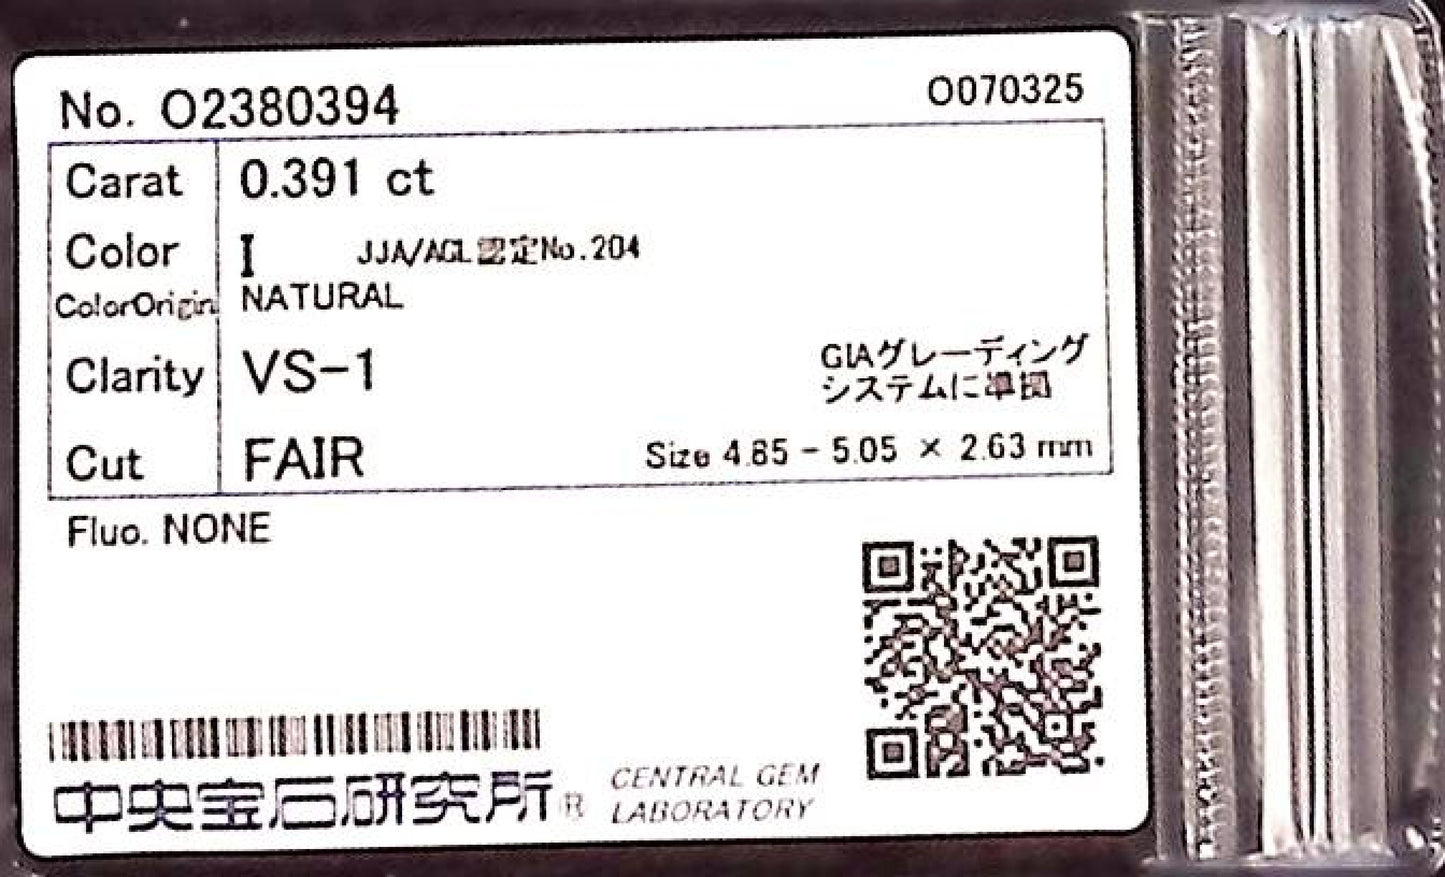 No. O2380394
O070325
Carat 0.391 ct
Color I JJA/AGL認定No.204
ColorOrigin NATURAL
Clarity VS-1
GIAグレーディング
システムに準拠
Cut FAIR Size 4.85 - 5.05 × 2.63 mm
Fluo. NONE
中央宝石研究所® CENTRAL GEM
LABORATORY